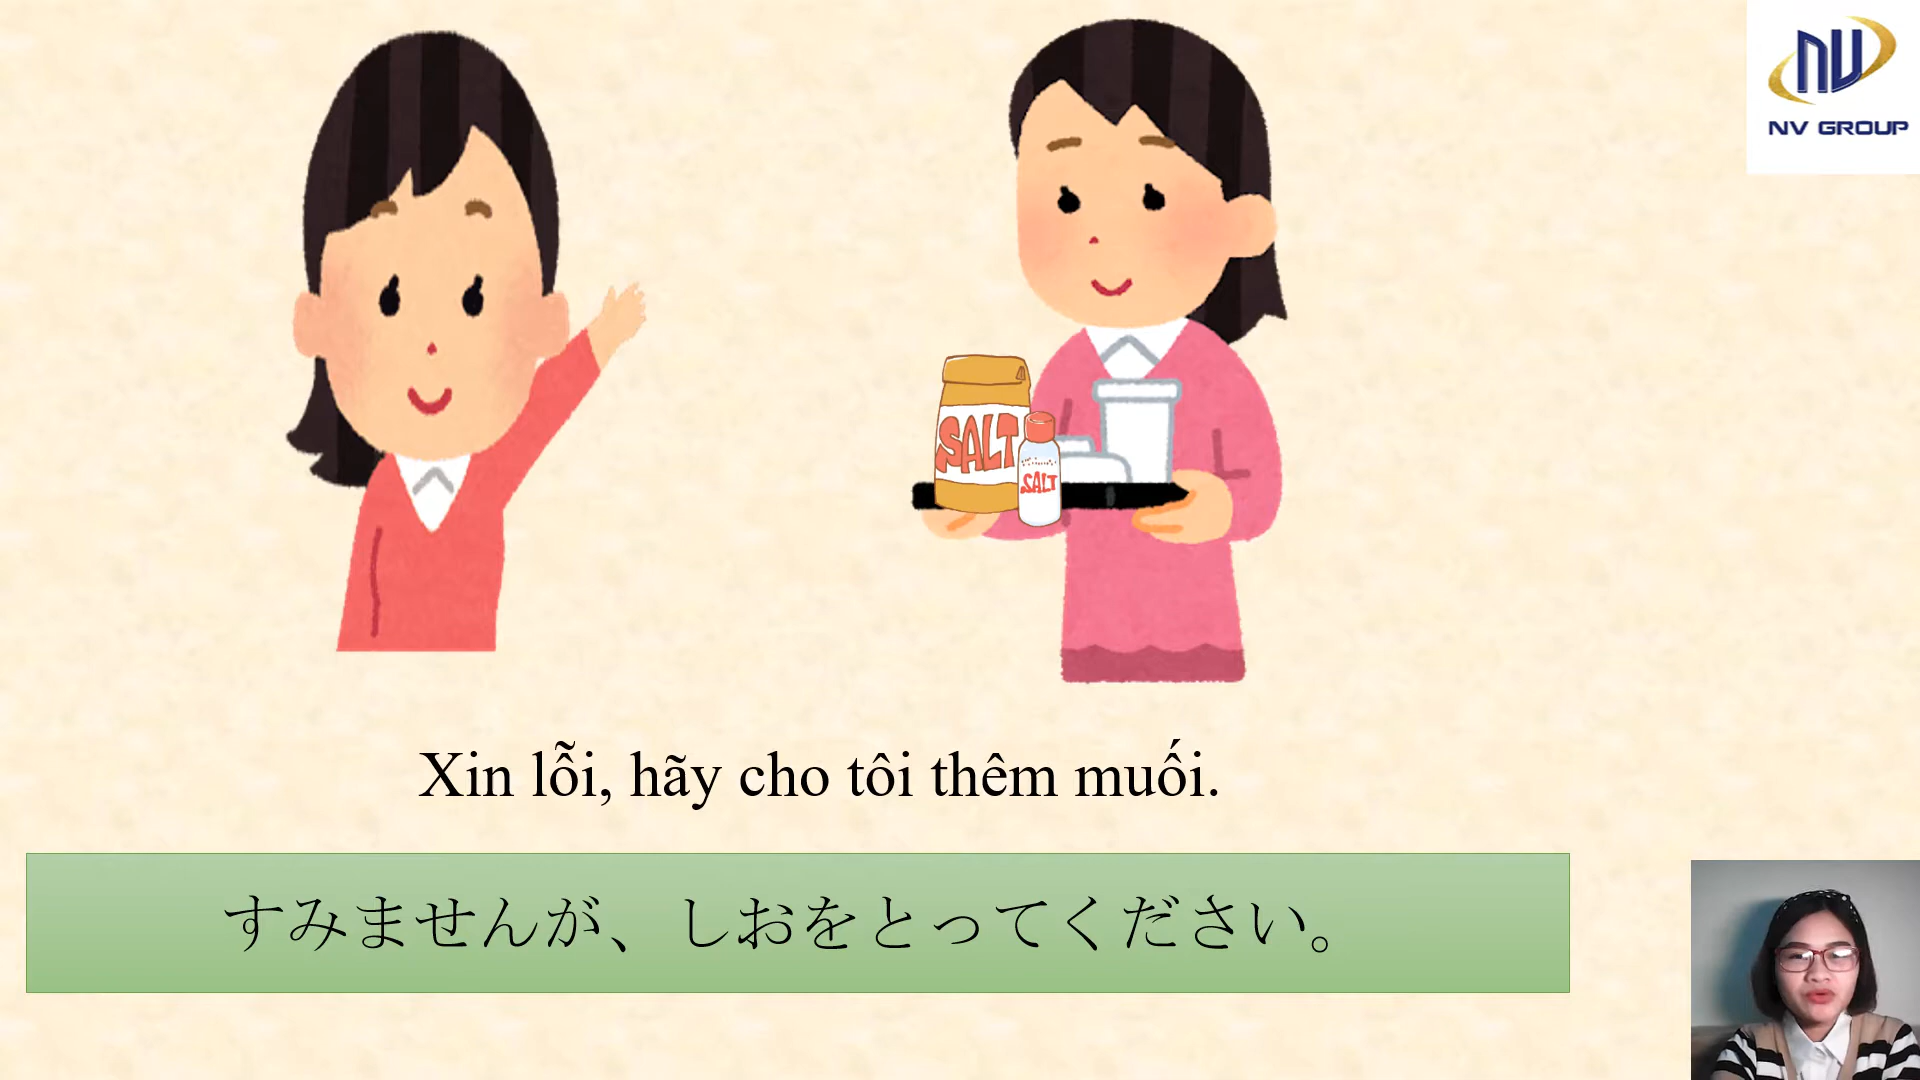 NV
NV GROUP
SALT
SALT
Xin lỗi, hãy cho tôi thêm muối.
すみませんが、しおをとってください。